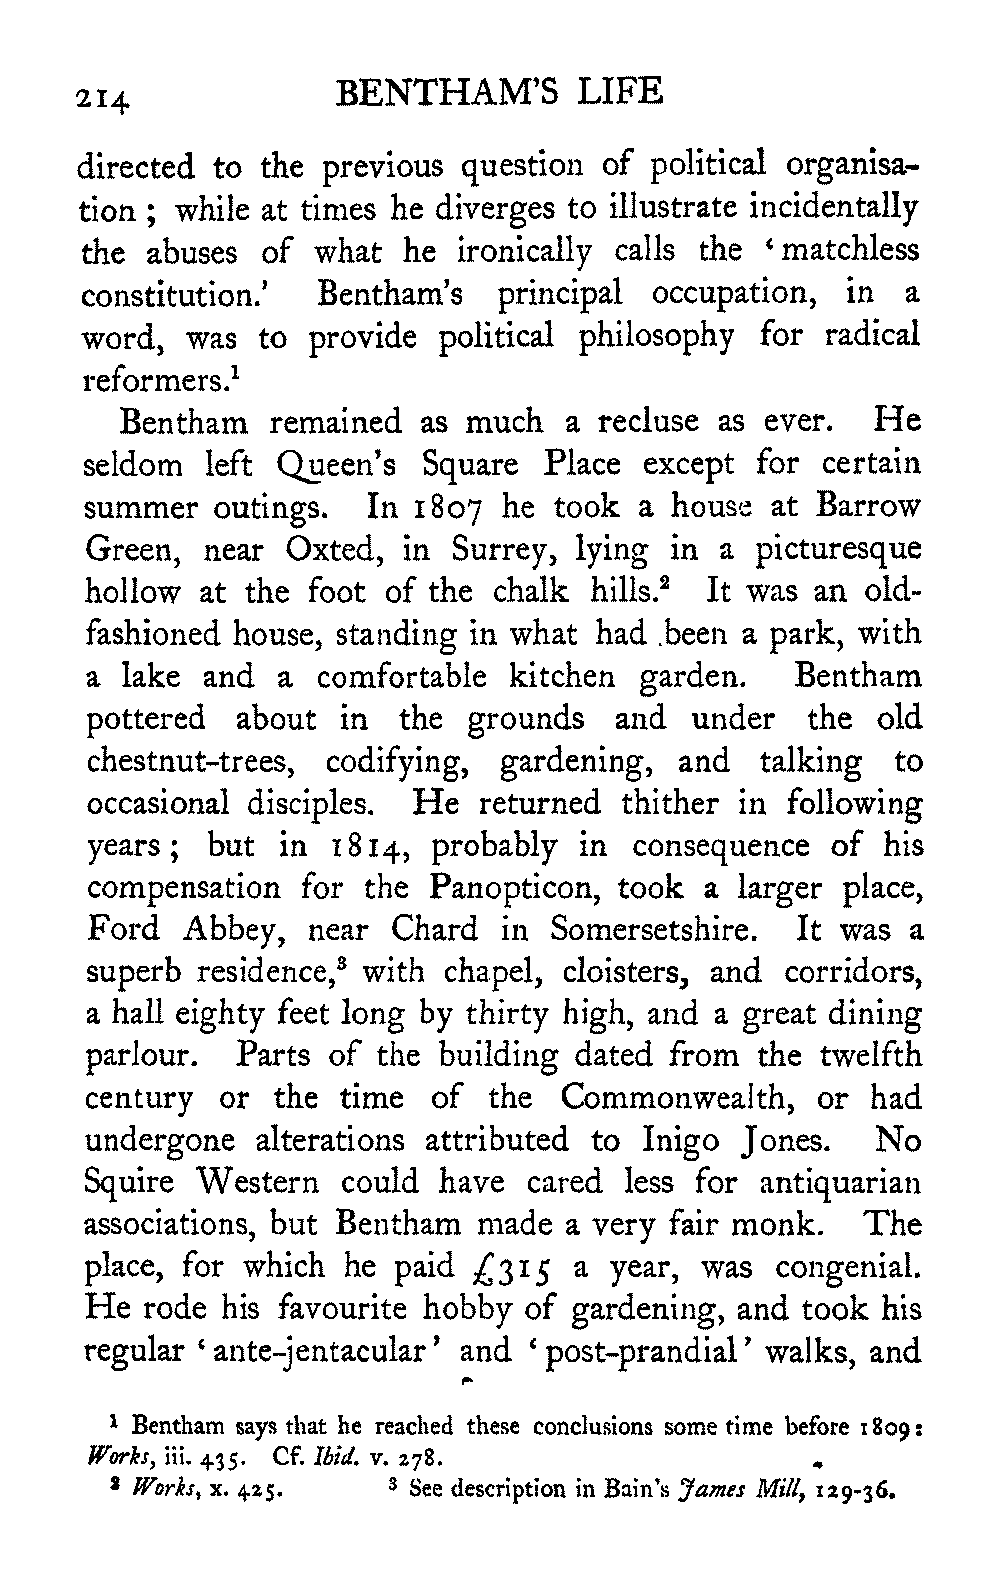 214 BENTHAM'S LIFE
directed to the previous question of political organisa-
tion ; while at times he diverges to illustrate incidentally
the abuses of what he ironically calls the ‘ matchless
constitution.’ Bentham's principal occupation, in a
word, was to provide political philosophy for radical
reformers.¹
Bentham remained as much a recluse as ever. He
seldom left Queen's Square Place except for certain
summer outings. In 1807 he took a house at Barrow
Green, near Oxted, in Surrey, lying in a picturesque
hollow at the foot of the chalk hills.² It was an old-
fashioned house, standing in what had been a park, with
a lake and a comfortable kitchen garden. Bentham
pottered about in the grounds and under the old
chestnut-trees, codifying, gardening, and talking to
occasional disciples. He returned thither in following
years ; but in 1814, probably in consequence of his
compensation for the Panopticon, took a larger place,
Ford Abbey, near Chard in Somersetshire. It was a
superb residence,³ with chapel, cloisters, and corridors,
a hall eighty feet long by thirty high, and a great dining
parlour. Parts of the building dated from the twelfth
century or the time of the Commonwealth, or had
undergone alterations attributed to Inigo Jones. No
Squire Western could have cared less for antiquarian
associations, but Bentham made a very fair monk. The
place, for which he paid £315 a year, was congenial.
He rode his favourite hobby of gardening, and took his
regular ‘ ante-jentacular ’ and ‘ post-prandial ’ walks, and
¹ Bentham says that he reached these conclusions some time before 1809:
Works, iii. 435. Cf. Ibid. v. 278.
² Works, x. 425. ³ See description in Bain's James Mill, 129-36.